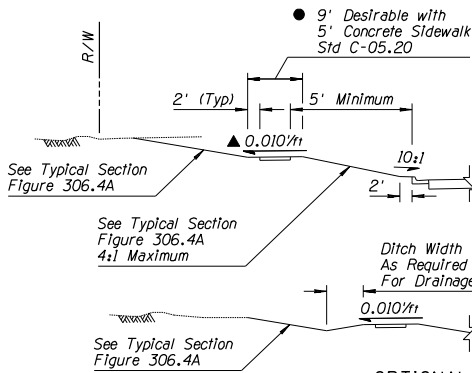 ● 9' Desirable with
5' Concrete Sidewalk
Std C-05.20
R/W
2' (Typ)
5' Minimum
▲ 0.010'/ft
10:1
See Typical Section
Figure 306.4A
2'
See Typical Section
Figure 306.4A
4:1 Maximum
Ditch Width
As Required
For Drainage
0.010'/ft
See Typical Section
Figure 306.4A